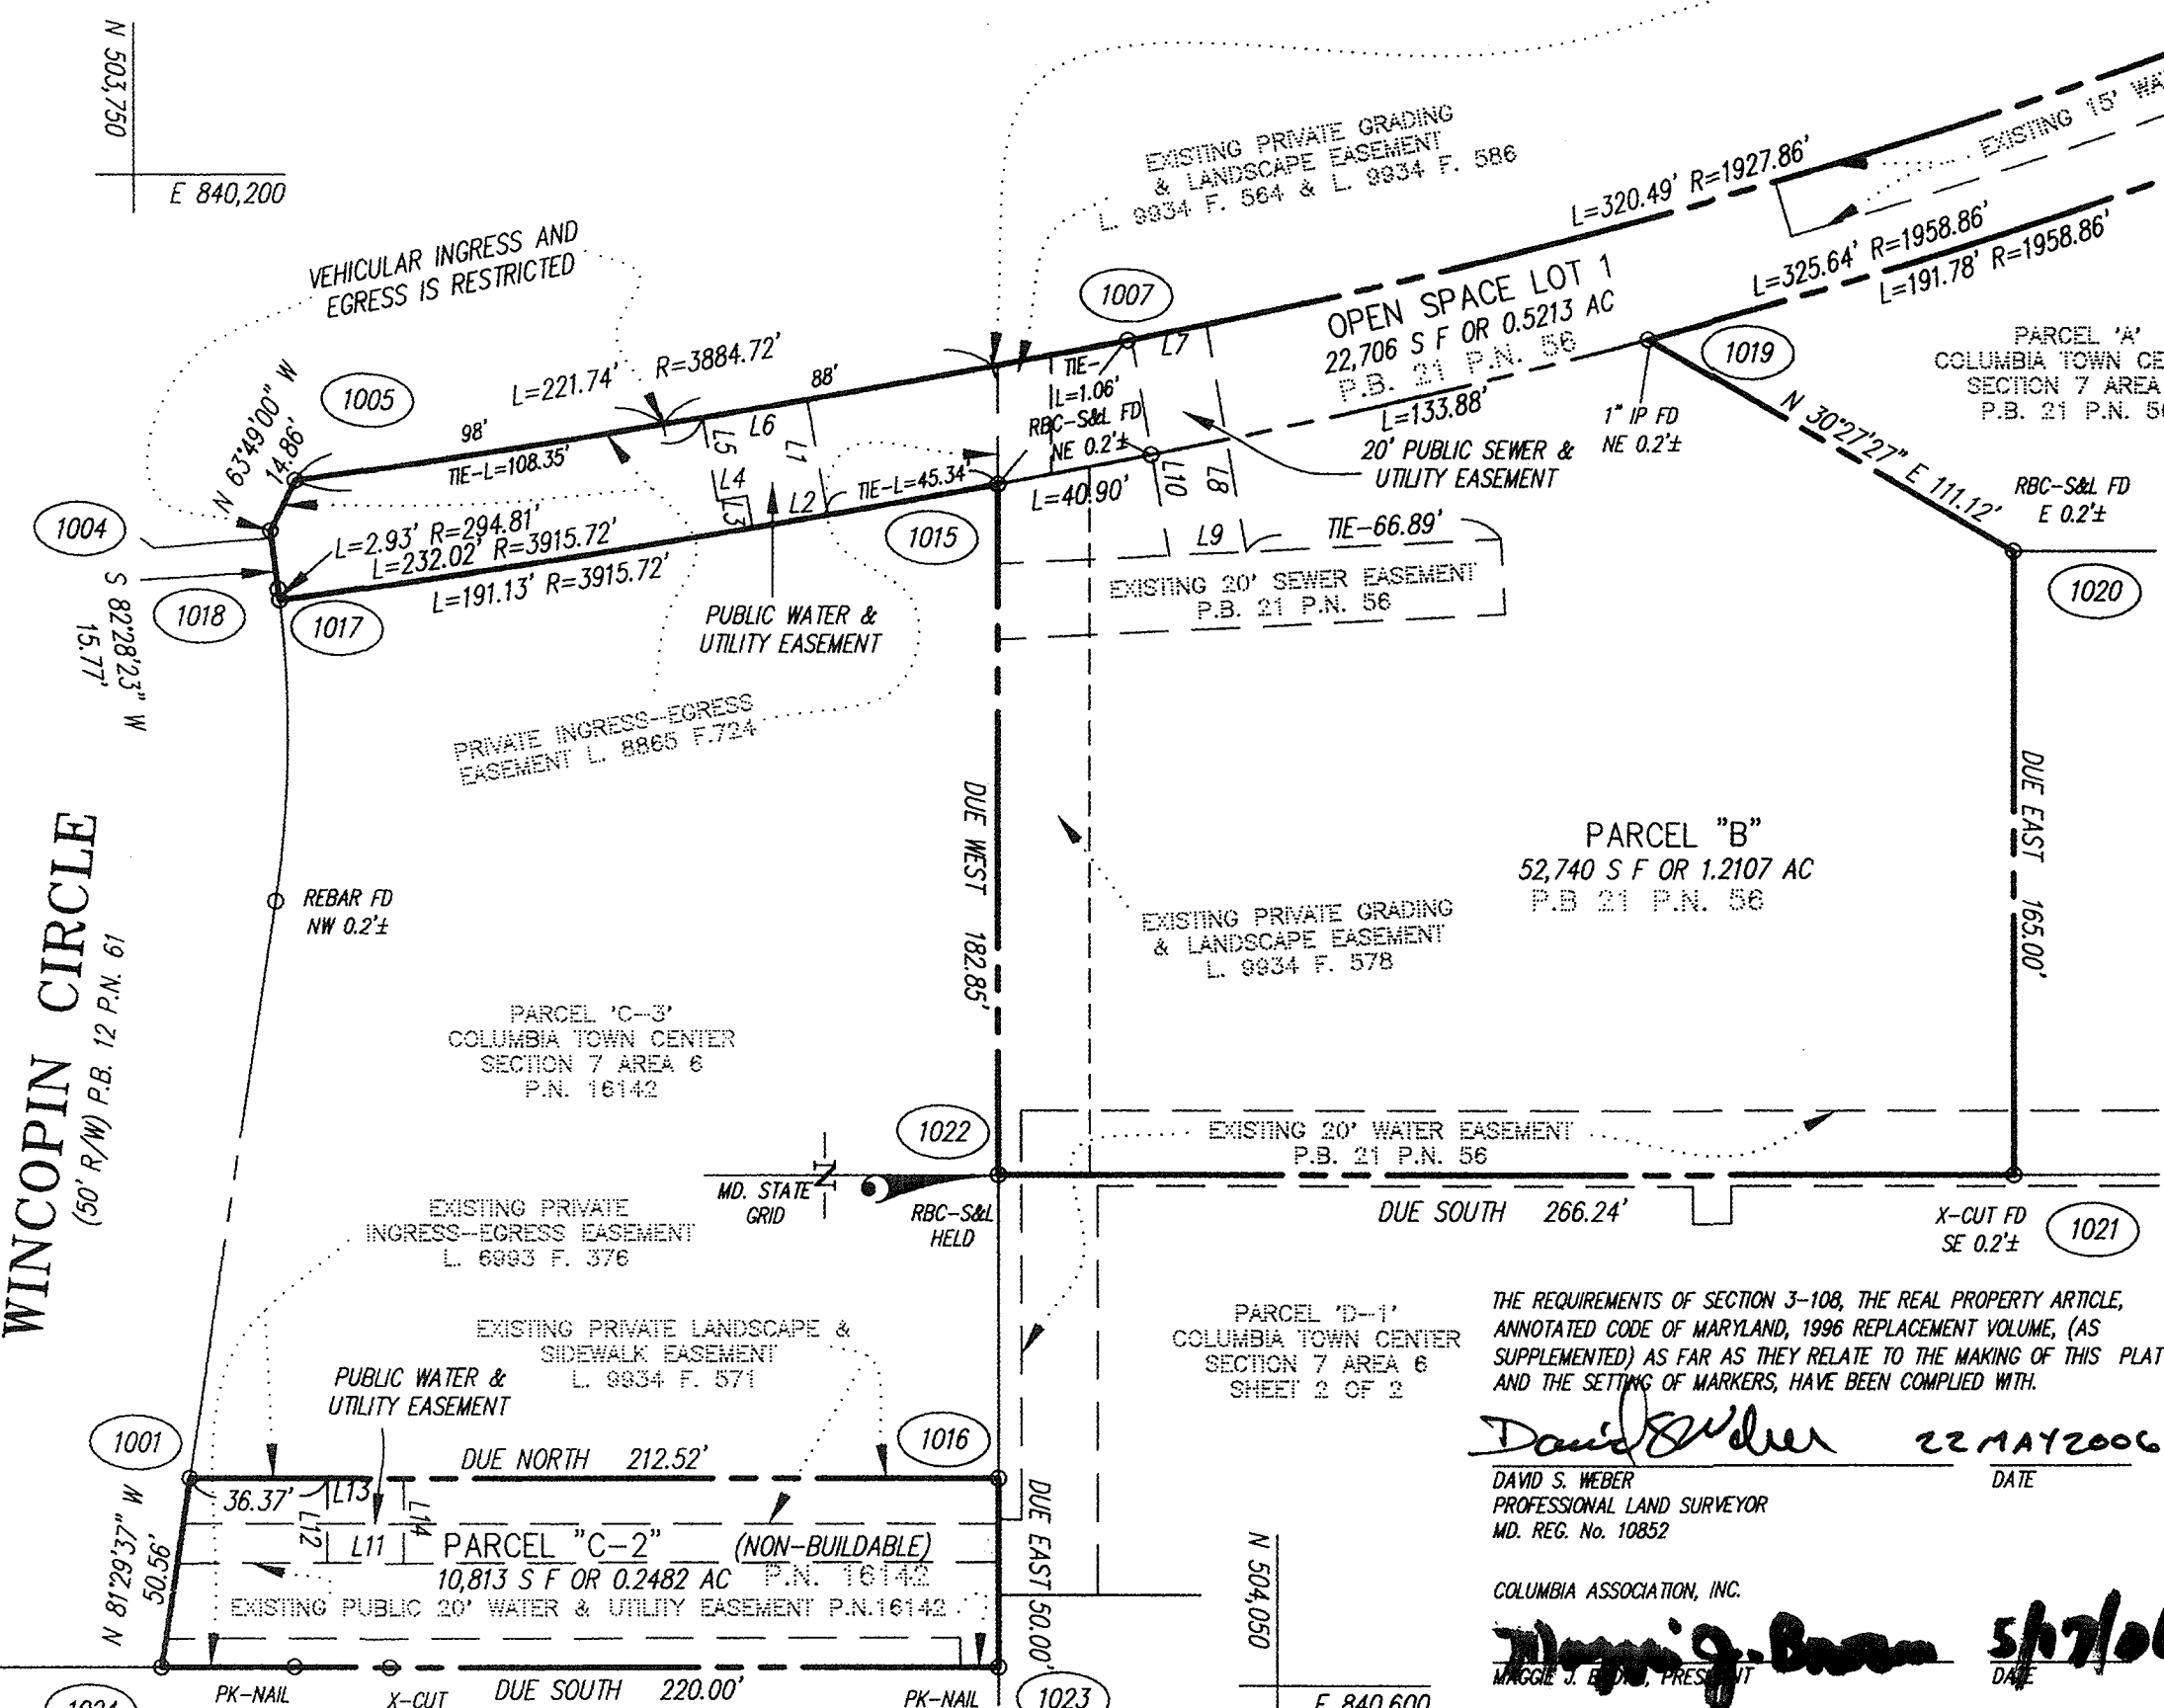 N 503,750
E 840,200
EXISTING PRIVATE GRADING
& LANDSCAPE EASEMENT
L. 9934 F. 564 & L. 9934 F. 586
EXISTING 15'
L=320.49' R=1927.86'
L=325.64' R=1958.86'
L=191.78' R=1958.86'
VEHICULAR INGRESS AND
EGRESS IS RESTRICTED
1007
OPEN SPACE LOT 1
22,706 S F OR 0.5213 AC
P.B. 21 P.N. 56
L=133.88'
1019
PARCEL 'A'
COLUMBIA TOWN
SECTION 7 AREA
P.B. 21 P.N.
1005
L=221.74' R=3884.72'
88'
98'
TIE-L=108.35'
L5
L6
L1
L4
L3
L2
TIE-L=45.34'
TIE-
L=1.06'
L7
RBC-S&L FD
NE 0.2'±
20' PUBLIC SEWER &
UTILITY EASEMENT
1" IP FD
NE 0.2'±
N 30°27'27" E 111.12'
RBC-S&L FD
E 0.2'±
N 63°49'00" W
14.86'
1004
L=2.93' R=294.81'
L=232.02' R=3915.72'
L=191.13' R=3915.72'
S 82°28'23" W
15.77'
1018
1017
1015
L=40.90'
L10
L8
L9
TIE-66.89'
EXISTING 20' SEWER EASEMENT
P.B. 21 P.N. 56
1020
PUBLIC WATER &
UTILITY EASEMENT
PRIVATE INGRESS-EGRESS
EASEMENT L. 8865 F.724
DUE WEST 182.85'
DUE EAST 165.00'
PARCEL "B"
52,740 S F OR 1.2107 AC
P.B 21 P.N. 56
WINCOPIN CIRCLE
(50' R/W) P.B. 12 P.N. 61
REBAR FD
NW 0.2'±
EXISTING PRIVATE GRADING
& LANDSCAPE EASEMENT
L. 9934 F. 578
PARCEL 'C-3'
COLUMBIA TOWN CENTER
SECTION 7 AREA 6
P.N. 16142
1022
EXISTING 20' WATER EASEMENT
P.B. 21 P.N. 56
MD. STATE
GRID
N
RBC-S&L
HELD
DUE SOUTH 266.24'
X-CUT FD
SE 0.2'±
1021
EXISTING PRIVATE
INGRESS-EGRESS EASEMENT
L. 6993 F. 376
EXISTING PRIVATE LANDSCAPE &
SIDEWALK EASEMENT
L. 9934 F. 571
PUBLIC WATER &
UTILITY EASEMENT
PARCEL 'D-1'
COLUMBIA TOWN CENTER
SECTION 7 AREA 6
SHEET 2 OF 2
THE REQUIREMENTS OF SECTION 3-108, THE REAL PROPERTY ARTICLE,
ANNOTATED CODE OF MARYLAND, 1996 REPLACEMENT VOLUME, (AS
SUPPLEMENTED) AS FAR AS THEY RELATE TO THE MAKING OF THIS PLAT
AND THE SETTING OF MARKERS, HAVE BEEN COMPLIED WITH.
David S Weber 22 MAY 2006
DAVID S. WEBER
DATE
PROFESSIONAL LAND SURVEYOR
MD. REG. No. 10852
1001
1016
DUE NORTH 212.52'
36.37'
L13
L12
L11
L14
PARCEL "C-2" (NON-BUILDABLE)
10,813 S F OR 0.2482 AC P.N. 16142
EXISTING PUBLIC 20' WATER & UTILITY EASEMENT P.N.16142
N 81°29'37" W
50.56'
DUE EAST 50.00'
N 504,050
E 840,600
COLUMBIA ASSOCIATION, INC.
Maggie J. Brown
MAGGIE J. BROWN, PRESIDENT
DATE
PK-NAIL
X-CUT
DUE SOUTH 220.00'
PK-NAIL
1023
1024